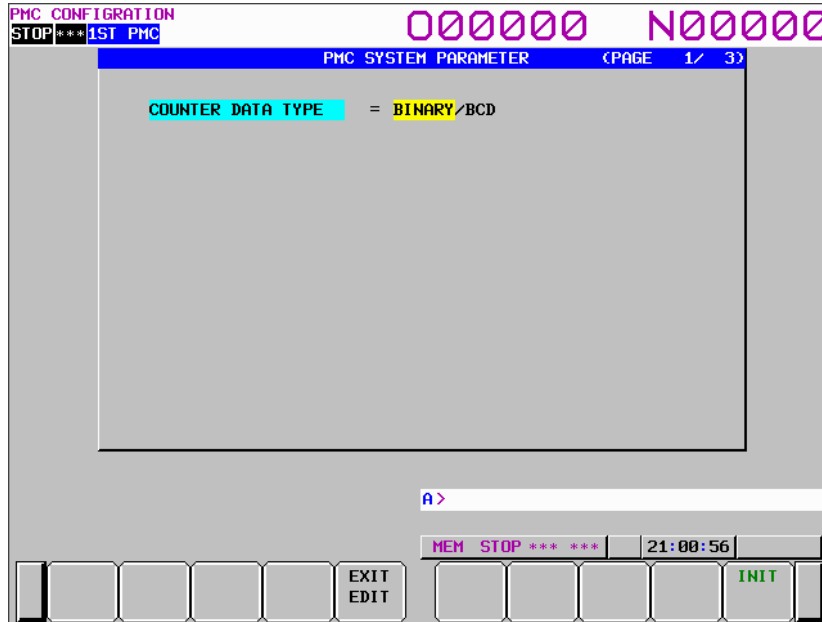 PMC CONFIGRATION
O00000 N00000
STOP***1ST PMC
PMC SYSTEM PARAMETER (PAGE 1/ 3)
COUNTER DATA TYPE = BINARY/BCD
A>
MEM STOP *** *** 21:00:56
EXIT
EDIT
INIT